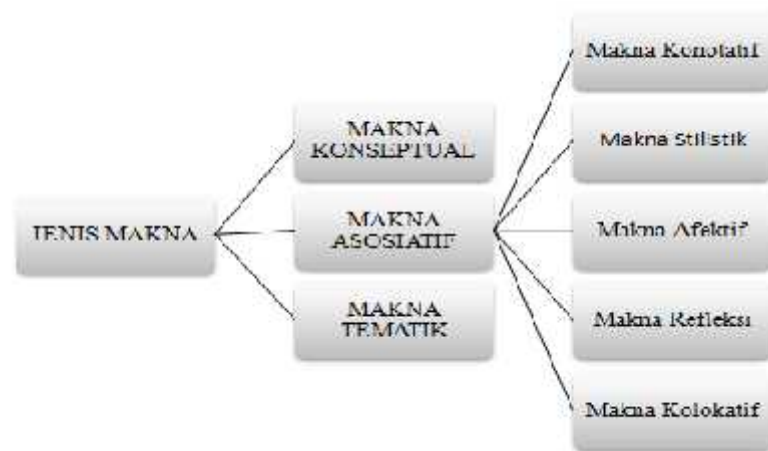 JENIS MAKNA
MAKNA
KONSEPTUAL
MAKNA
ASOSIATIF
MAKNA
TEMATIK
Makna Konotatif
Makna Stilistik
Makna Afektif
Makna Refleksi
Makna Kolokatif